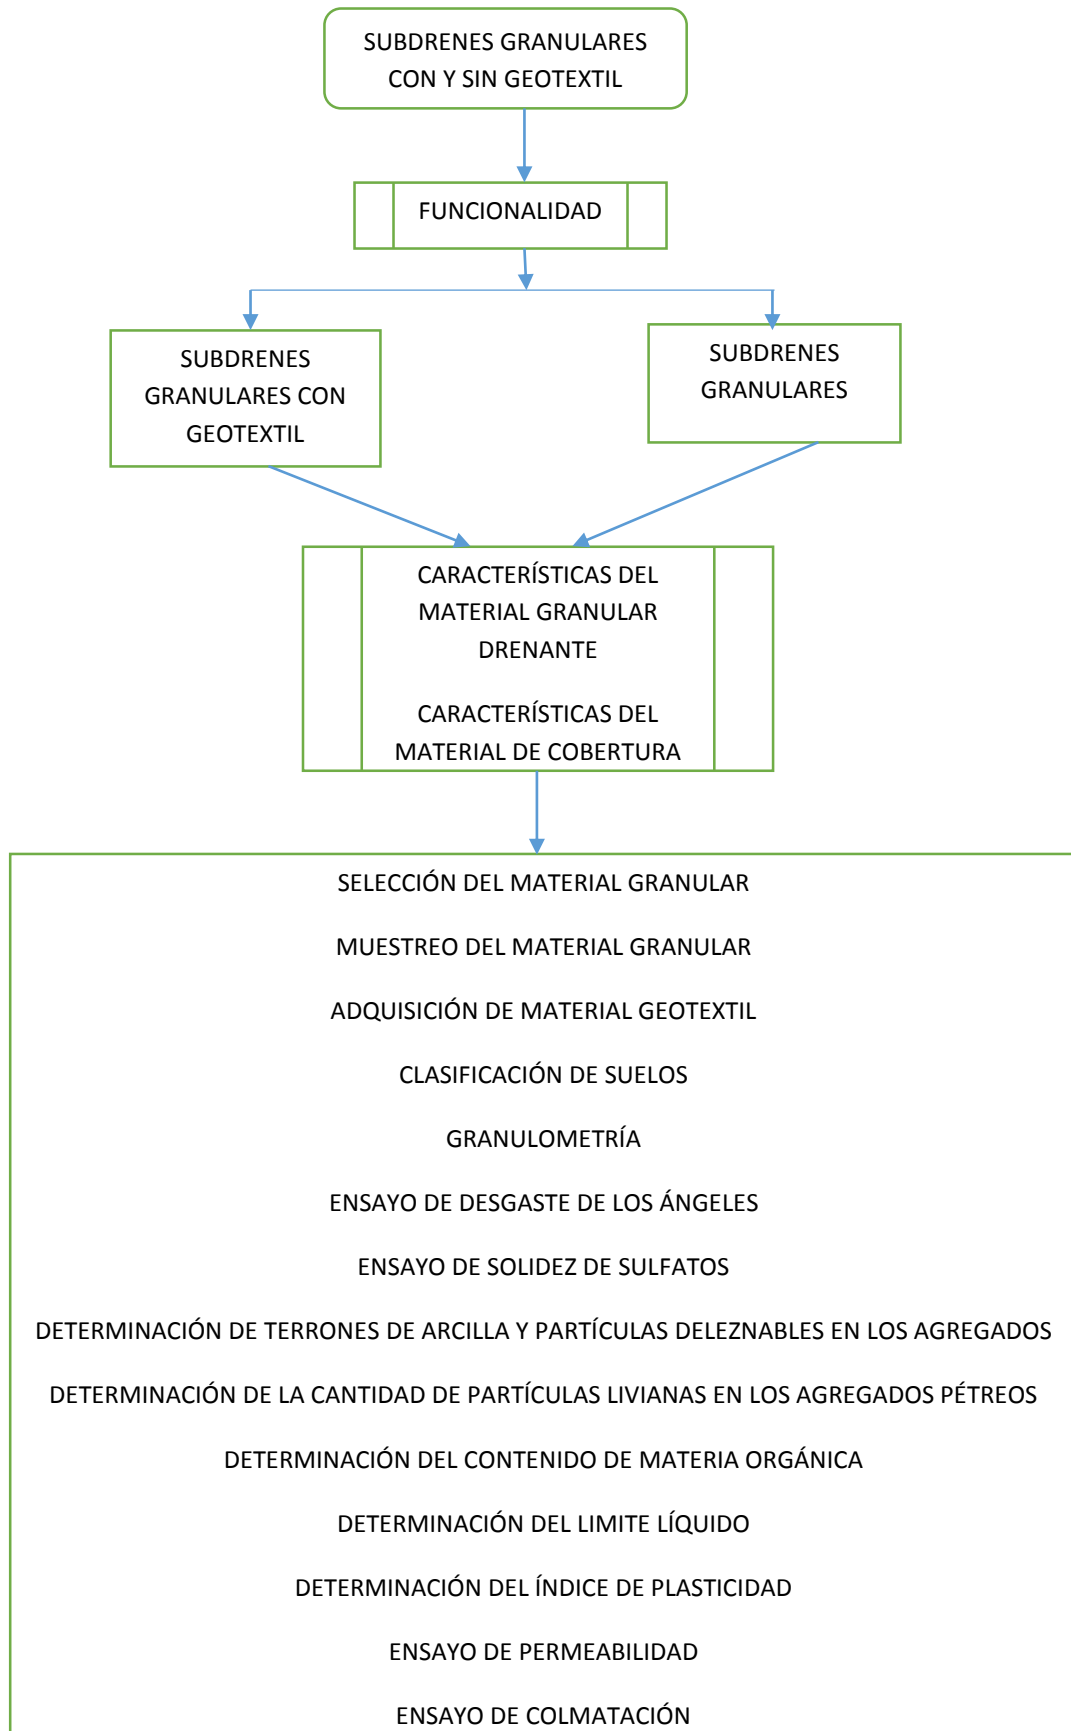 SUBDRENES GRANULARES
CON Y SIN GEOTEXTIL
FUNCIONALIDAD
SUBDRENES
GRANULARES CON
GEOTEXTIL
SUBDRENES
GRANULARES
CARACTERÍSTICAS DEL
MATERIAL GRANULAR
DRENANTE
CARACTERÍSTICAS DEL
MATERIAL DE COBERTURA
SELECCIÓN DEL MATERIAL GRANULAR
MUESTREO DEL MATERIAL GRANULAR
ADQUISICIÓN DE MATERIAL GEOTEXTIL
CLASIFICACIÓN DE SUELOS
GRANULOMETRÍA
ENSAYO DE DESGASTE DE LOS ÁNGELES
ENSAYO DE SOLIDEZ DE SULFATOS
DETERMINACIÓN DE TERRONES DE ARCILLA Y PARTÍCULAS DELEZNABLES EN LOS AGREGADOS
DETERMINACIÓN DE LA CANTIDAD DE PARTÍCULAS LIVIANAS EN LOS AGREGADOS PÉTREOS
DETERMINACIÓN DEL CONTENIDO DE MATERIA ORGÁNICA
DETERMINACIÓN DEL LIMITE LÍQUIDO
DETERMINACIÓN DEL ÍNDICE DE PLASTICIDAD
ENSAYO DE PERMEABILIDAD
ENSAYO DE COLMATACIÓN